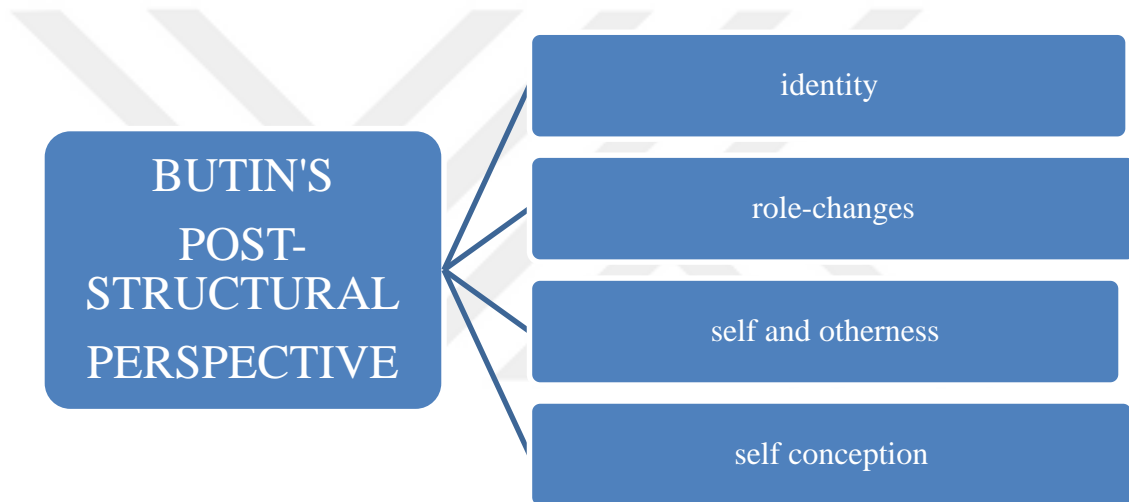 BUTIN'S
POST-
STRUCTURAL
PERSPECTIVE
identity
role-changes
self and otherness
self conception